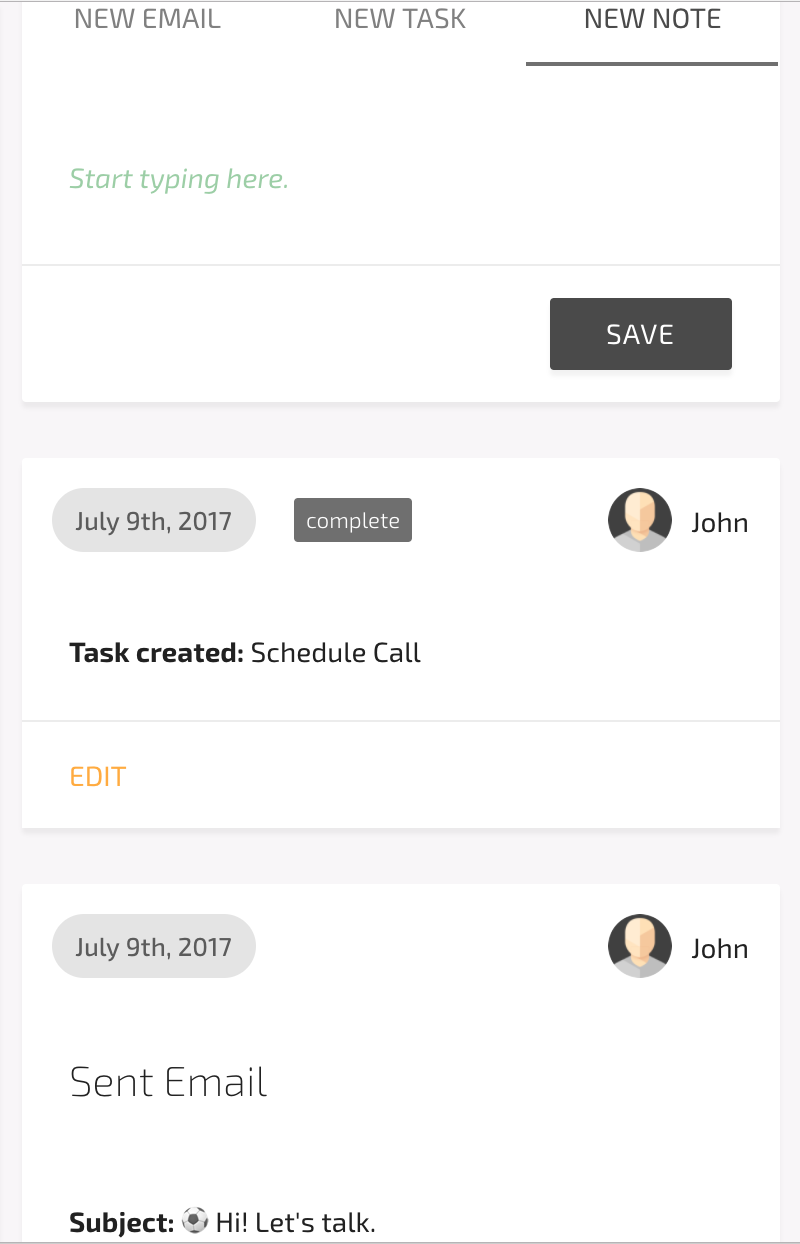 NEW EMAIL NEW TASK NEW NOTE
Start typing here.
SAVE
July 9th, 2017 complete John
Task created: Schedule Call
EDIT
July 9th, 2017 John
Sent Email
Subject: ⚽ Hi! Let's talk.